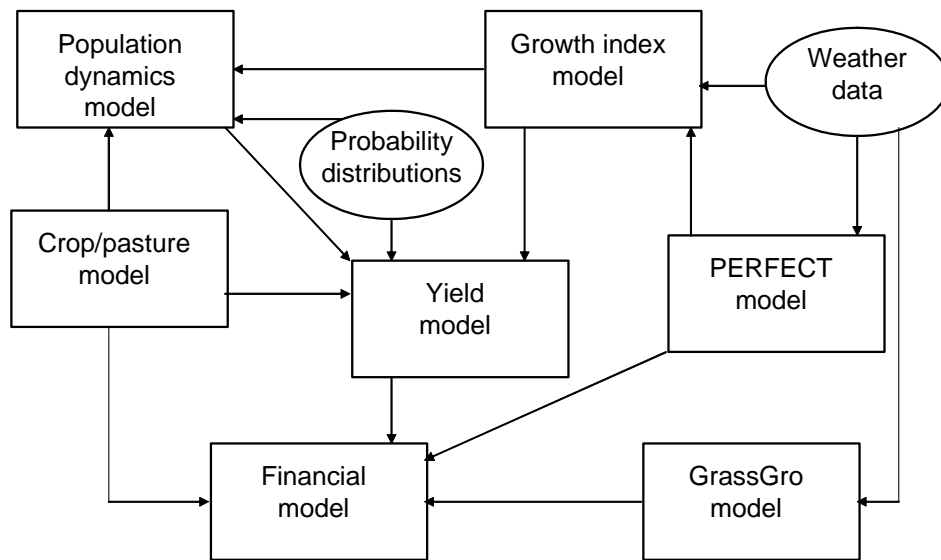 Population
dynamics
model
Growth index
model
Weather
data
Probability
distributions
Crop/pasture
model
Yield
model
PERFECT
model
Financial
model
GrassGro
model